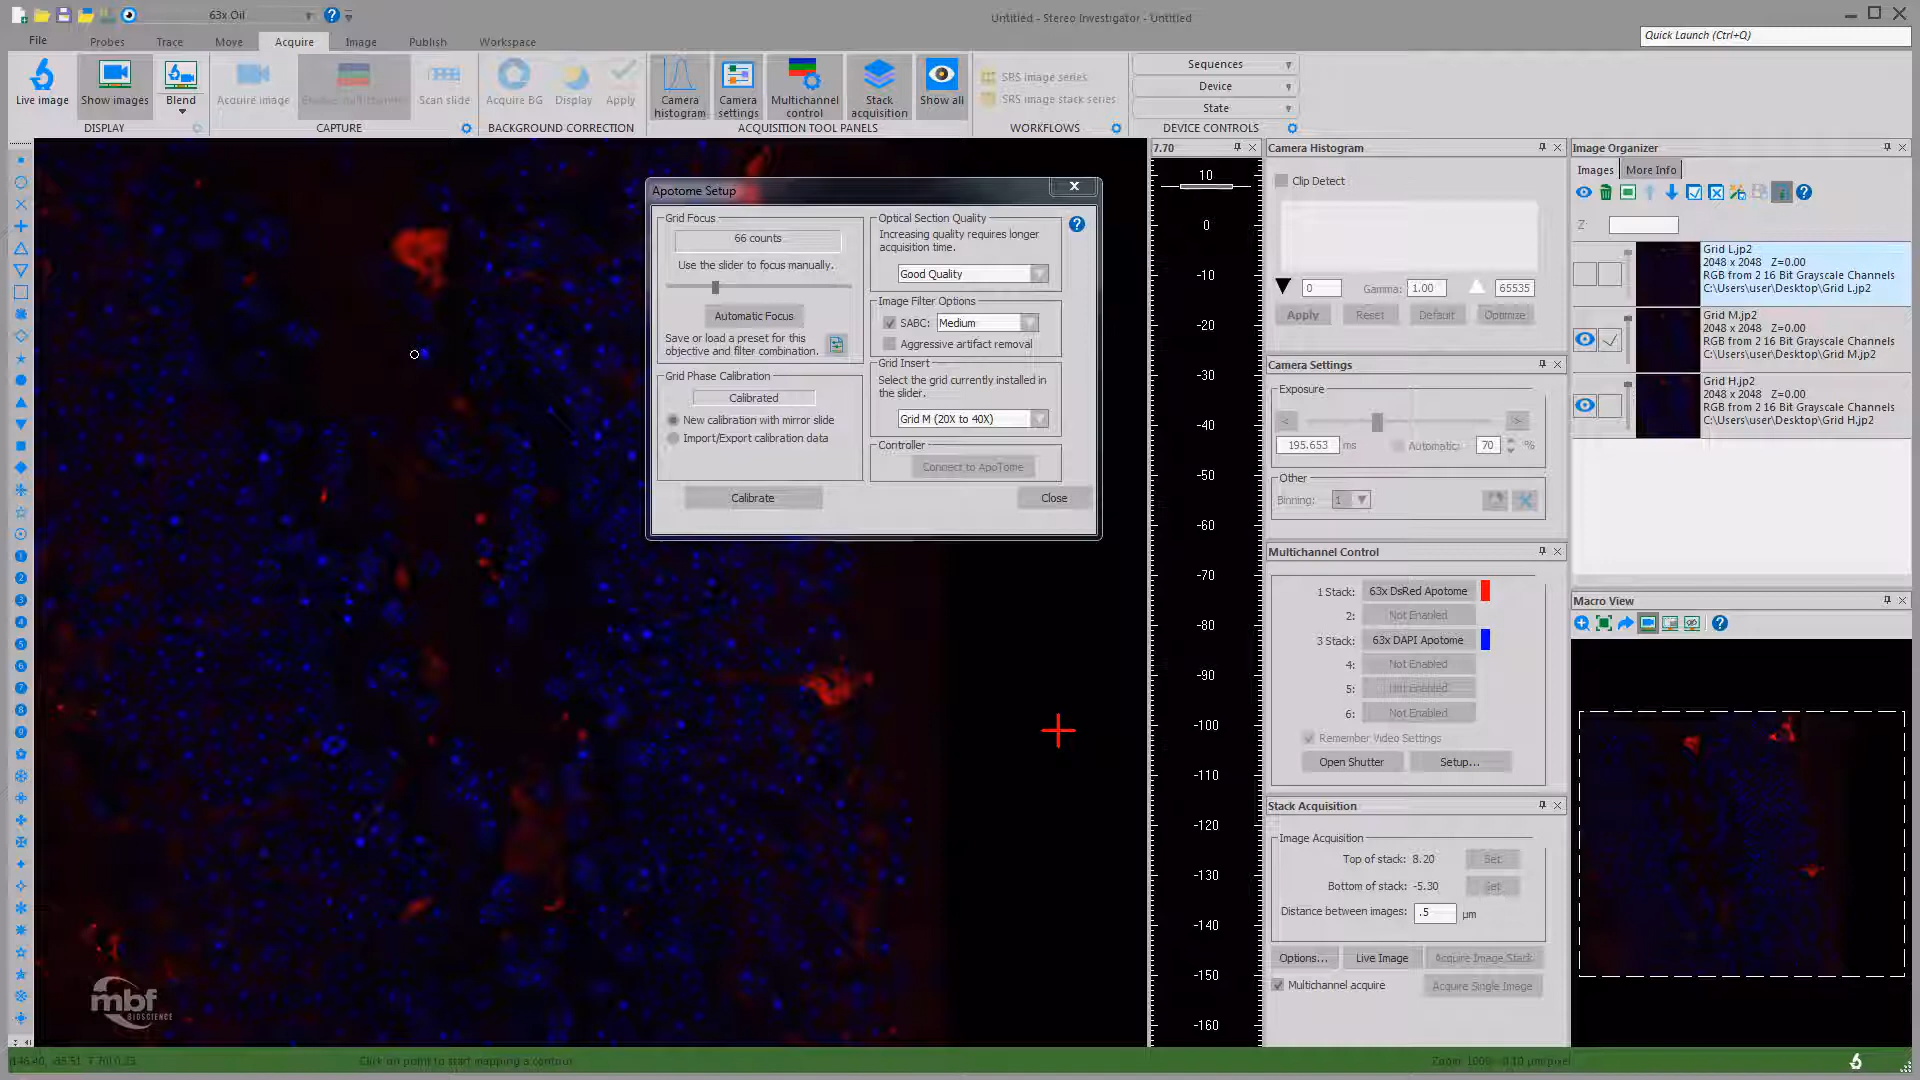 63x Oil
Untitled - Stereo Investigator - Untitled
File
Probes
Trace
Move
Acquire
Image
Publish
Workspace
Quick Launch (Ctrl+Q)
Live image
Show images
Blend
Acquire image
Scan slide
Acquire BG
Display
Apply
Camera histogram
Camera settings
Multichannel control
Stack acquisition
Show all
SRS image series
SRS image stack series
Sequences
Device
State
DISPLAY
CAPTURE
BACKGROUND CORRECTION
ACQUISITION TOOL PANELS
WORKFLOWS
DEVICE CONTROLS
Apotome Setup
Grid Focus
66 counts
Use the slider to focus manually.
Automatic Focus
Save or load a preset for this
objective and filter combination.
Grid Phase Calibration
Calibrated
New calibration with mirror slide
Import/Export calibration data
Calibrate
Optical Section Quality
Increasing quality requires longer
acquisition time.
Good Quality
Image Filter Options
SABC: Medium
Aggressive artifact removal
Grid Insert
Select the grid currently installed in
the slider.
Grid M (20X to 40X)
Controller
Connect to ApoTome
Close
mbf
BIOSCIENCE
7.70
10
0
-10
-20
-30
-40
-50
-60
-70
-80
-90
-100
-110
-120
-130
-140
-150
-160
Camera Histogram
Clip Detect
0
Gamma: 1.00
65535
Apply
Reset
Default
Optimize
Camera Settings
Exposure
195.653 ms
Automatic: 70 %
Other
Binning: 1
Multichannel Control
1 Stack: 63x DsRed Apotome
2: Not Enabled
3 Stack: 63x DAPI Apotome
4: Not Enabled
5: Not Enabled
6: Not Enabled
Remember Video Settings
Open Shutter
Setup...
Stack Acquisition
Image Acquisition
Top of stack: 8.20 Set
Bottom of stack: -5.30 Set
Distance between images: .5 µm
Options...
Live Image
Acquire Image Stack
Multichannel acquire
Acquire Single Image
Image Organizer
Images
More Info
Z:
Grid L.jp2
2048 x 2048 Z=0.00
RGB from 2 16 Bit Grayscale Channels
C:\Users\user\Desktop\Grid L.jp2
Grid M.jp2
2048 x 2048 Z=0.00
RGB from 2 16 Bit Grayscale Channels
C:\Users\user\Desktop\Grid M.jp2
Grid H.jp2
2048 x 2048 Z=0.00
RGB from 2 16 Bit Grayscale Channels
C:\Users\user\Desktop\Grid H.jp2
Macro View
Click on point to start mapping a contour
Zoom: 100%